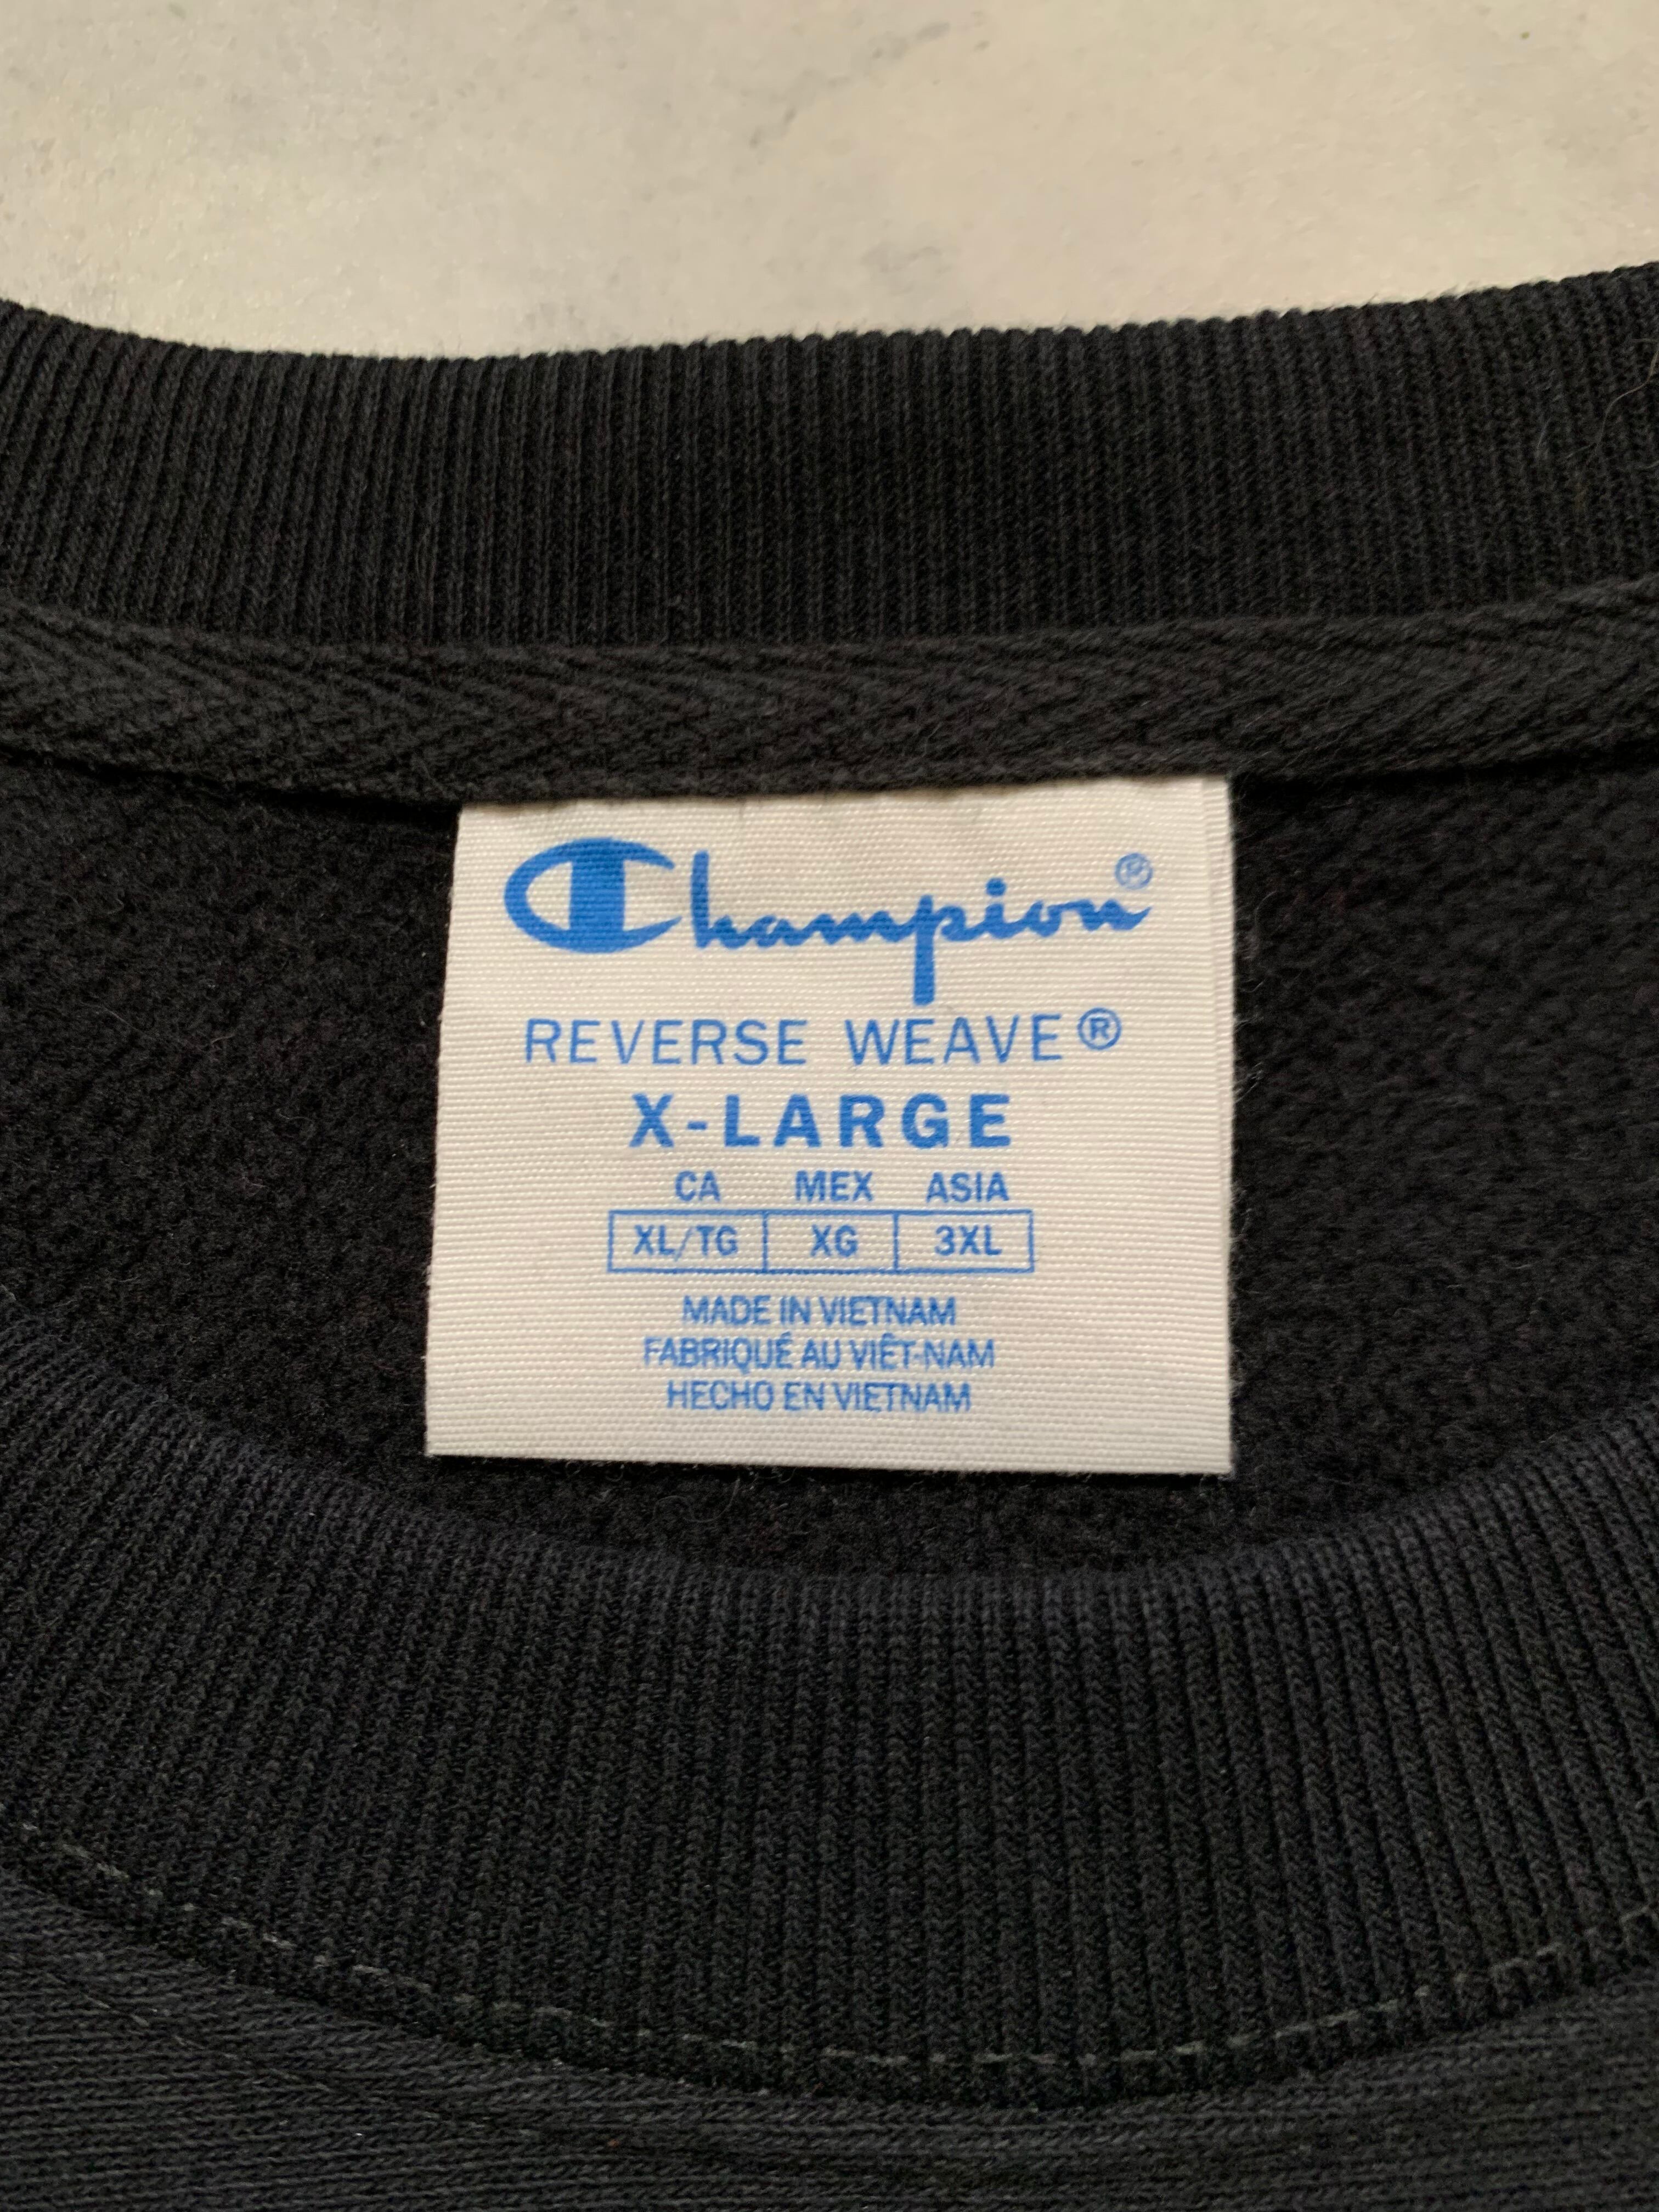 Champion®
REVERSE WEAVE®
X-LARGE
CA MEX ASIA
XL/TG XG 3XL
MADE IN VIETNAM
FABRIQUÉ AU VIÊT-NAM
HECHO EN VIETNAM